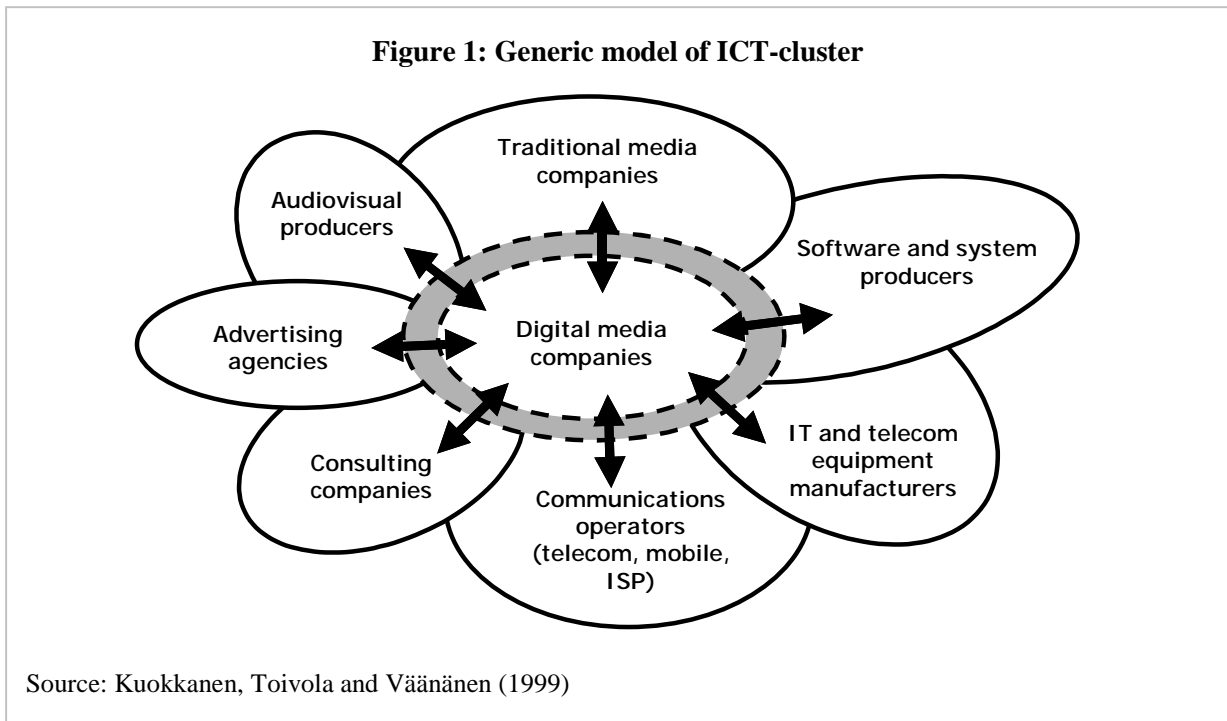 Figure 1: Generic model of ICT-cluster
Traditional media
companies
Audiovisual
producers
Software and system
producers
Advertising
agencies
Digital media
companies
Consulting
companies
IT and telecom
equipment
manufacturers
Communications
operators
(telecom, mobile,
ISP)
Source: Kuokkanen, Toivola and Väänänen (1999)